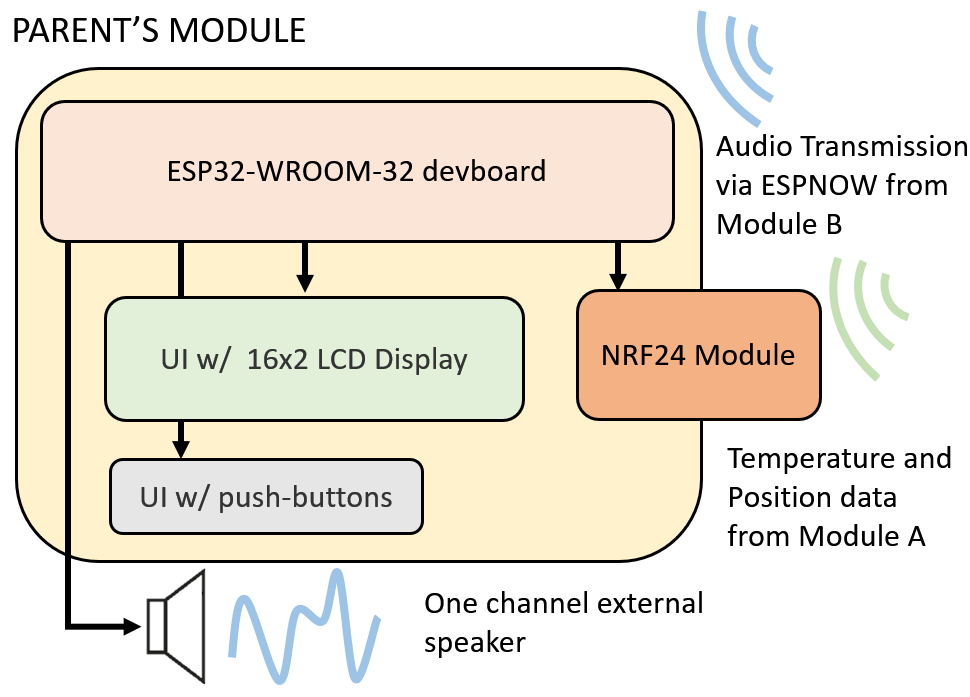 PARENT’S MODULE
ESP32-WROOM-32 devboard
Audio Transmission
via ESPNOW from
Module B
UI w/ 16x2 LCD Display
NRF24 Module
Temperature and
Position data
from Module A
UI w/ push-buttons
One channel external
speaker